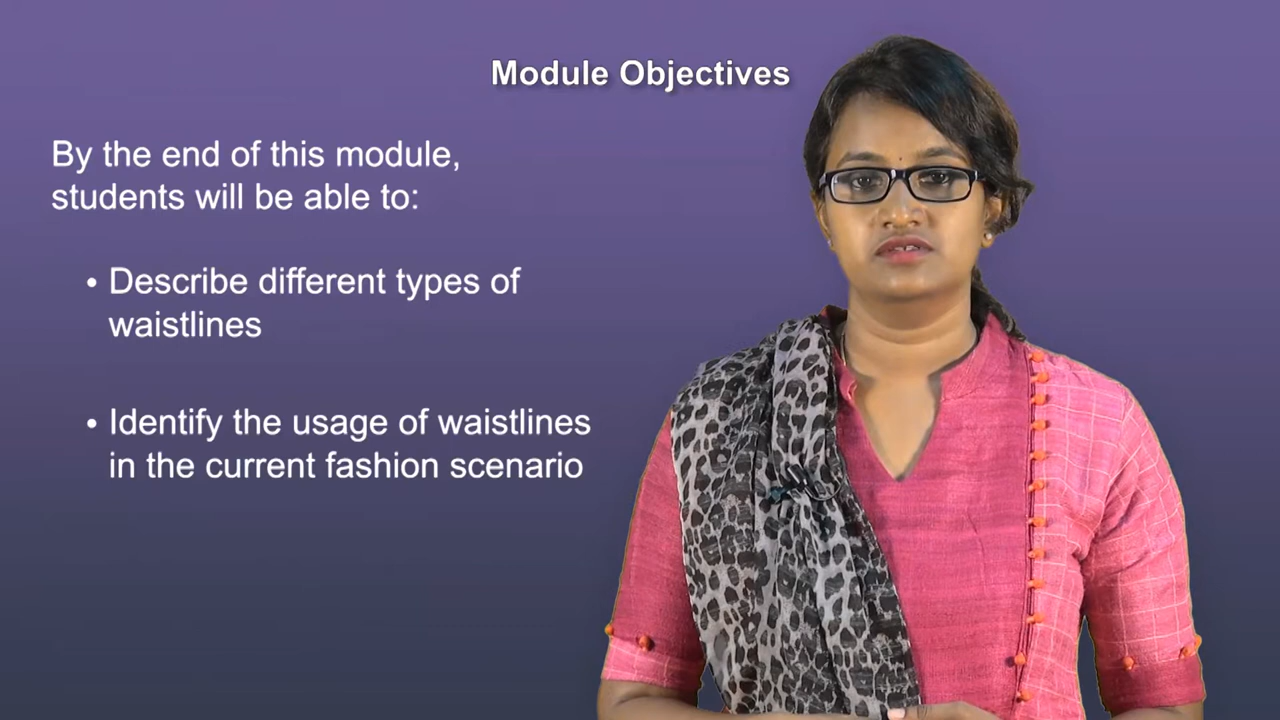 Module Objectives
By the end of this module,
students will be able to:
• Describe different types of
waistlines
• Identify the usage of waistlines
in the current fashion scenario